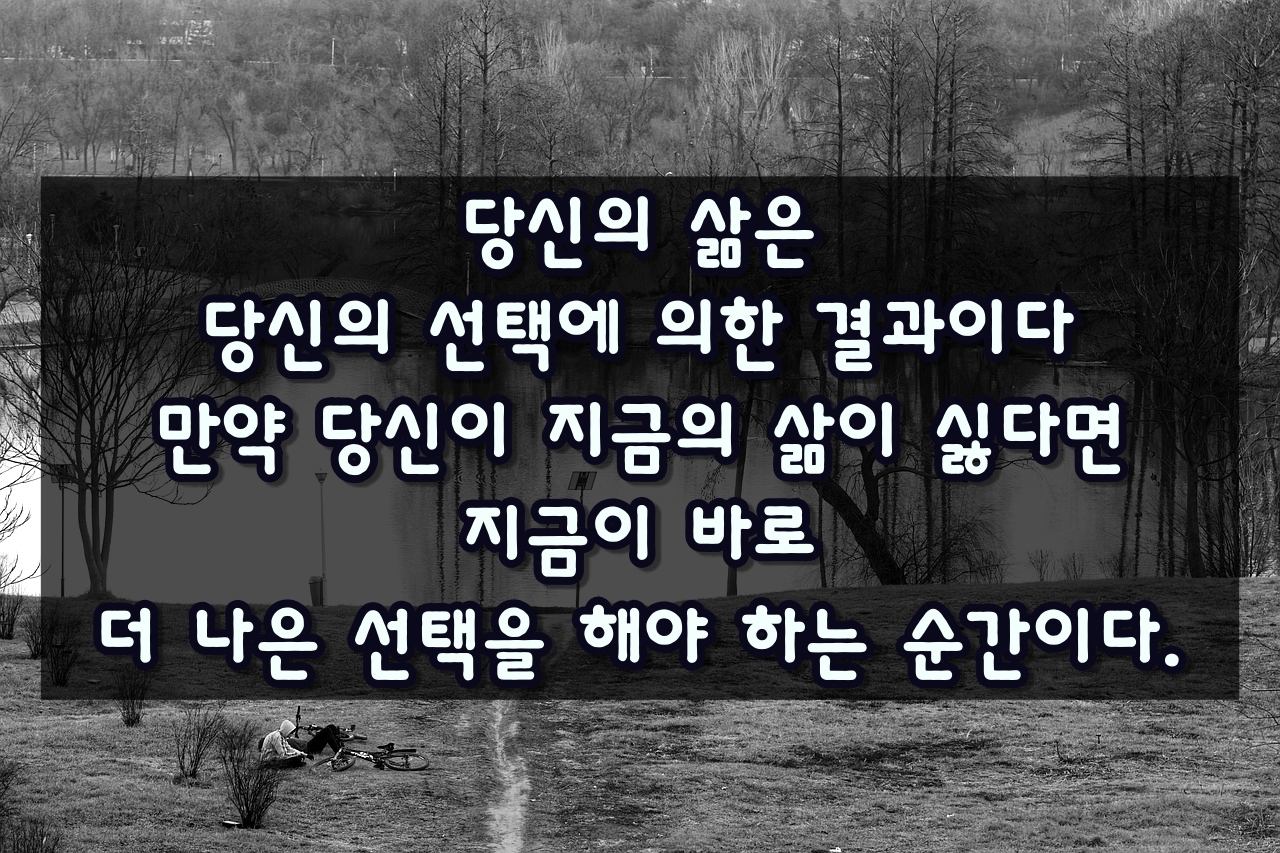 당신의 삶은
당신의 선택에 의한 결과이다
만약 당신이 지금의 삶이 싫다면
지금이 바로
더 나은 선택을 해야 하는 순간이다.